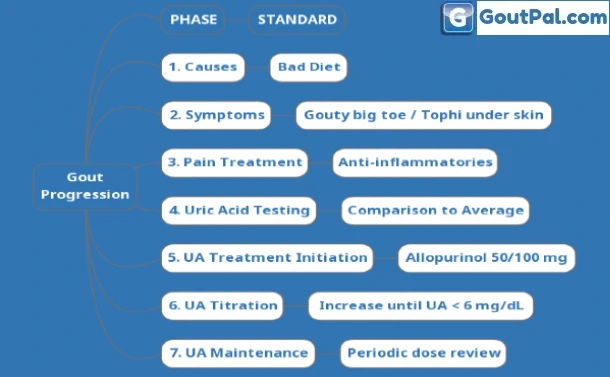 GoutPal.com
PHASE STANDARD
1. Causes Bad Diet
2. Symptoms Gouty big toe / Tophi under skin
3. Pain Treatment Anti-inflammatories
Gout
Progression
4. Uric Acid Testing Comparison to Average
5. UA Treatment Initiation Allopurinol 50/100 mg
6. UA Titration Increase until UA < 6 mg/dL
7. UA Maintenance Periodic dose review